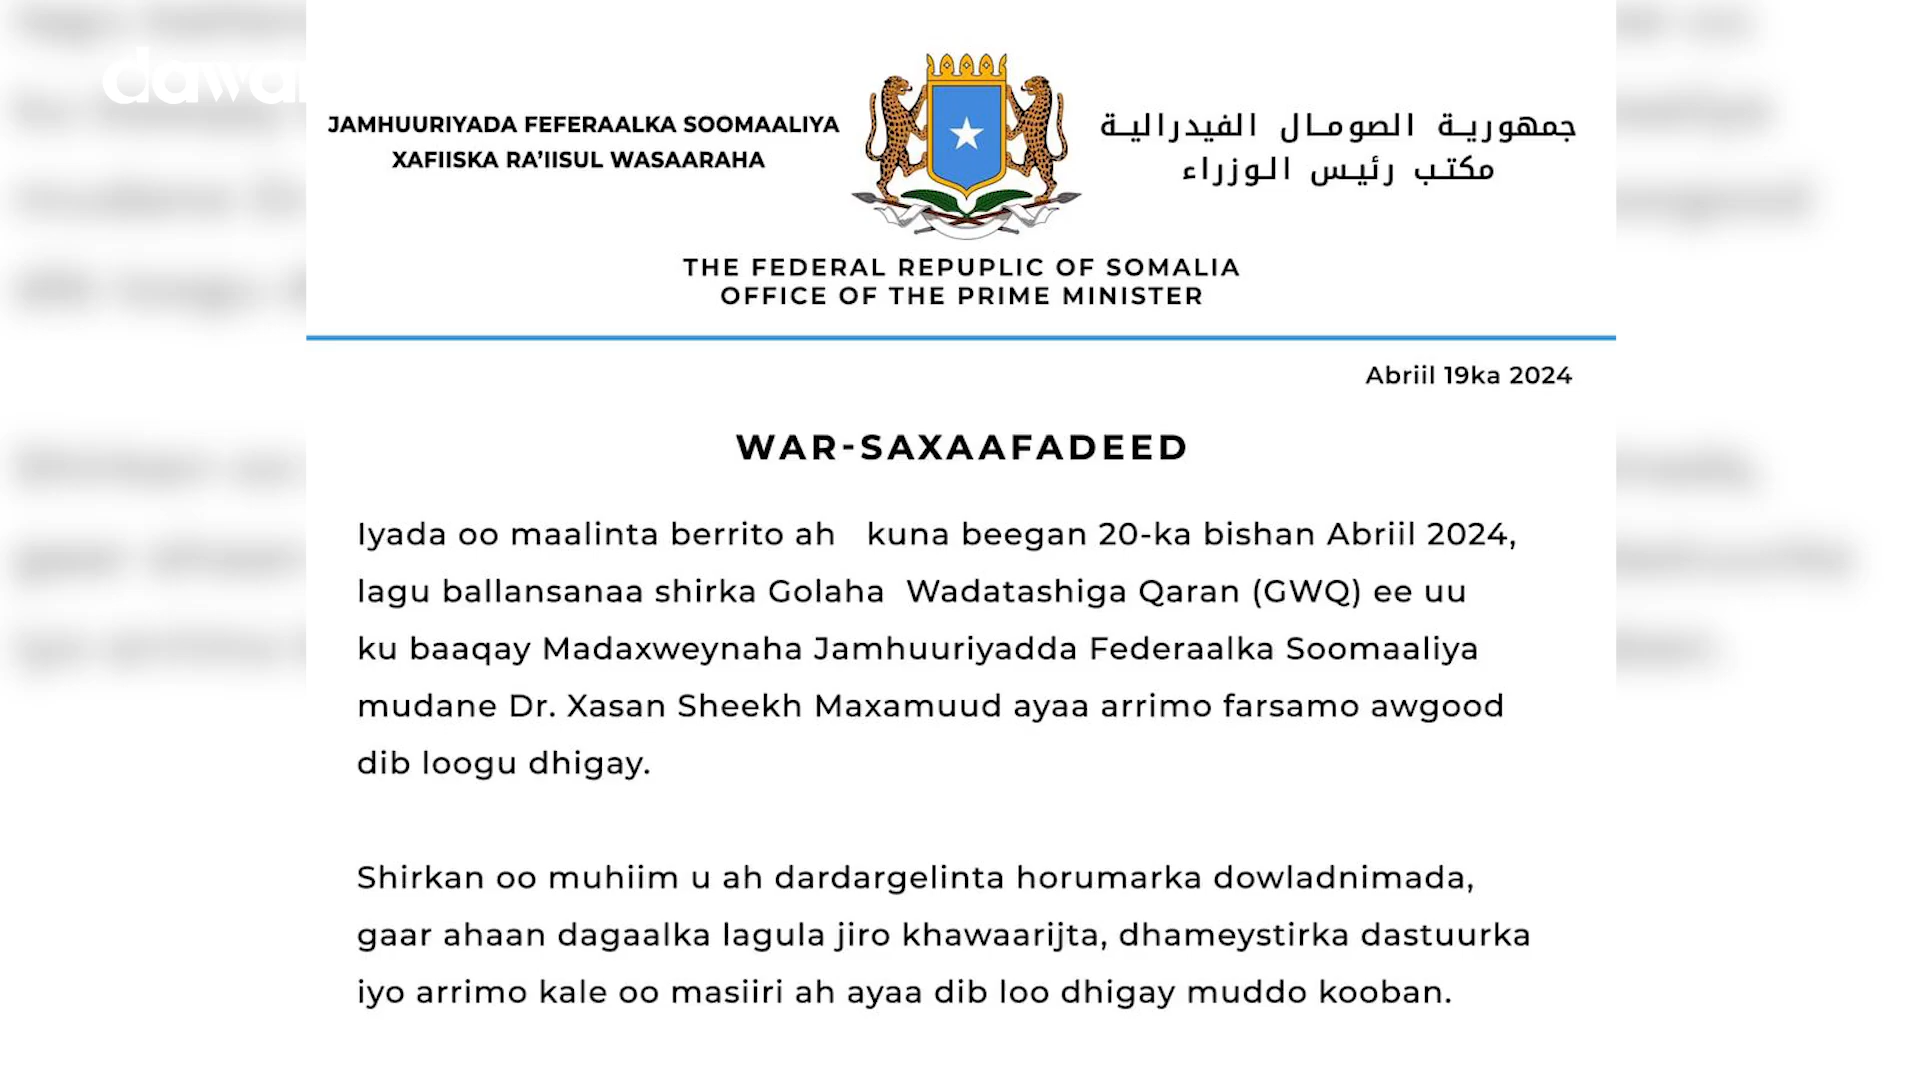 JAMHUURIYADA FEFERAALKA SOOMAALIYA
XAFIISKA RA’IISUL WASAARAHA
جمهورية الصومال الفيدرالية
مكتب رئيس الوزراء
THE FEDERAL REPUPLIC OF SOMALIA
OFFICE OF THE PRIME MINISTER
Abriil 19ka 2024
WAR-SAXAAFADEED
Iyada oo maalinta berrito ah kuna beegan 20-ka bishan Abriil 2024,
lagu ballansanaa shirka Golaha Wadatashiga Qaran (GWQ) ee uu
ku baaqay Madaxweynaha Jamhuuriyadda Federaalka Soomaaliya
mudane Dr. Xasan Sheekh Maxamuud ayaa arrimo farsamo awgood
dib loogu dhigay.
Shirkan oo muhiim u ah dardargelinta horumarka dowladnimada,
gaar ahaan dagaalka lagula jiro khawaarijta, dhameystirka dastuurka
iyo arrimo kale oo masiiri ah ayaa dib loo dhigay muddo kooban.